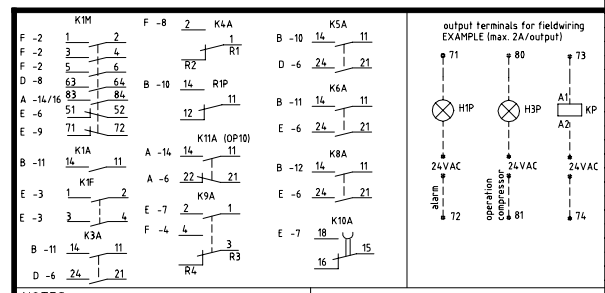 K1M
F -2 1 2
F -2 3 4
F -2 5 6
D -8 63 64
A -14/16 83 84
E -6 51 52
E -9 71 72
K1A
B -11 14 11
K1F
E -3 1 2
E -3 3 4
K3A
B -11 14 11
D -6 24 21
F -8 2 K4A
1
R2 R1
B -10 14 R1P
11
12
K11A (OP10)
A -14 14 11
A -6 22 21
K9A
E -7 2 1
F -4 4
3
R4 R3
K5A
B -10 14 11
D -6 24 21
K6A
B -11 14 11
E -6 24 21
K8A
B -12 14 11
E -6 24 21
K10A
E -7 18
15
16
output terminals for fieldwiring
EXAMPLE (max. 2A/output)
71 80 73
H1P H3P A1 KP
A2
24VAC 24VAC 24VAC
alarm
operation
compressor
72 81 74